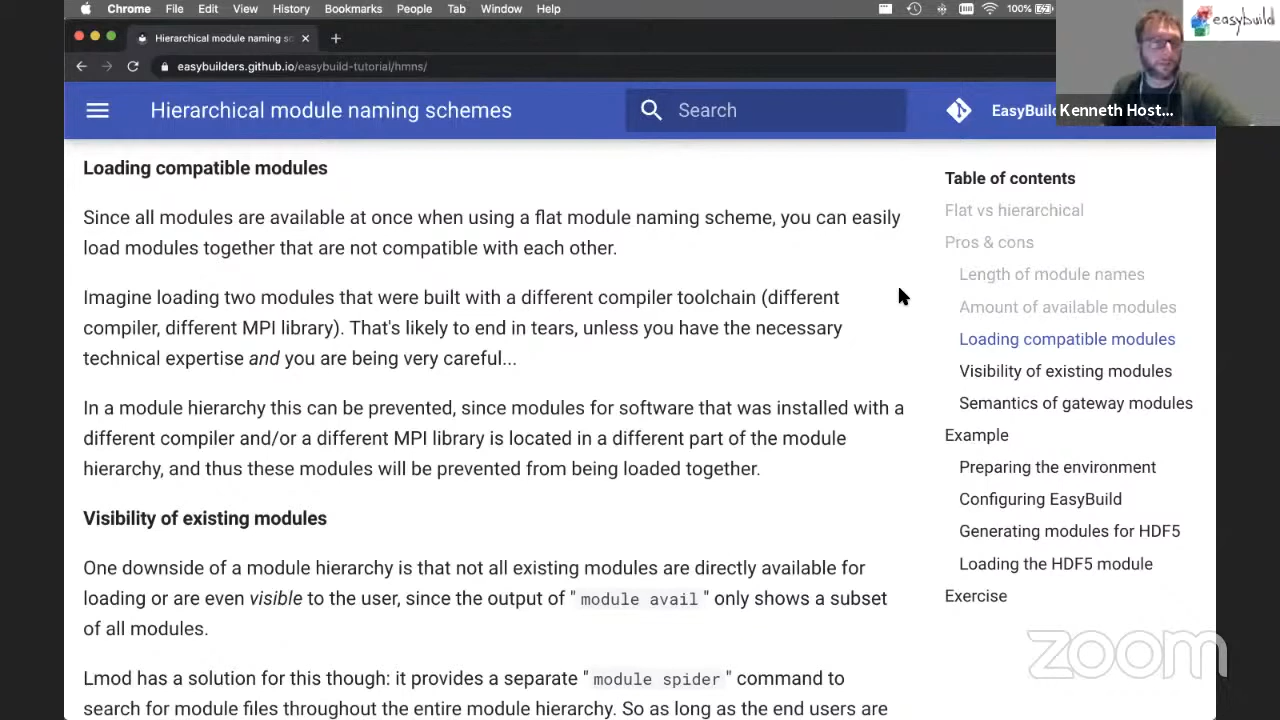 Chrome File Edit View History Bookmarks People Tab Window Help 100%
easybuild
Hierarchical module naming sc
easybuilders.github.io/easybuild-tutorial/hmns/
Hierarchical module naming schemes
Search
EasyBuil
Kenneth Host...
Loading compatible modules
Since all modules are available at once when using a flat module naming scheme, you can easily
load modules together that are not compatible with each other.
Imagine loading two modules that were built with a different compiler toolchain (different
compiler, different MPI library). That's likely to end in tears, unless you have the necessary
technical expertise and you are being very careful...
In a module hierarchy this can be prevented, since modules for software that was installed with a
different compiler and/or a different MPI library is located in a different part of the module
hierarchy, and thus these modules will be prevented from being loaded together.
Visibility of existing modules
One downside of a module hierarchy is that not all existing modules are directly available for
loading or are even visible to the user, since the output of "module avail" only shows a subset
of all modules.
Lmod has a solution for this though: it provides a separate "module spider" command to
search for module files throughout the entire module hierarchy. So as long as the end users are
Table of contents
Flat vs hierarchical
Pros & cons
Length of module names
Amount of available modules
Loading compatible modules
Visibility of existing modules
Semantics of gateway modules
Example
Preparing the environment
Configuring EasyBuild
Generating modules for HDF5
Loading the HDF5 module
Exercise
zoom